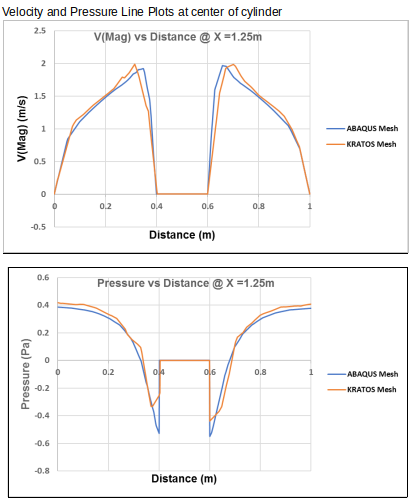 Velocity and Pressure Line Plots at center of cylinder
V(Mag) vs Distance @ X =1.25m
2.5
2
1.5
1
0.5
0
-0.5
V(Mag) (m/s)
0 0.2 0.4 0.6 0.8 1
Distance (m)
ABAQUS Mesh
KRATOS Mesh
Pressure vs Distance @ X =1.25m
0.6
0.4
0.2
0
-0.2
-0.4
-0.6
-0.8
Pressure (Pa)
0 0.2 0.4 0.6 0.8 1
Distance (m)
ABAQUS Mesh
KRATOS Mesh